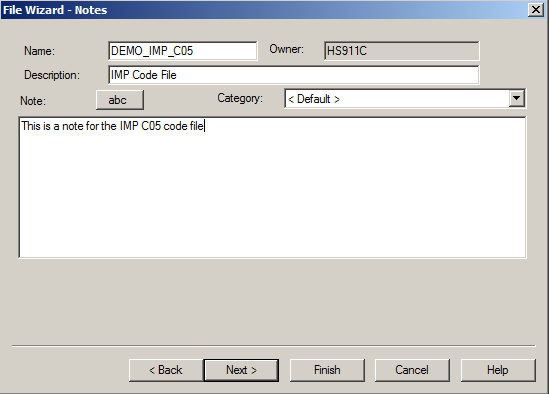 File Wizard - Notes
Name: DEMO_IMP_C05 Owner: HS911C
Description: IMP Code File
Note: abc Category: < Default >
This is a note for the IMP C05 code file
< Back Next > Finish Cancel Help